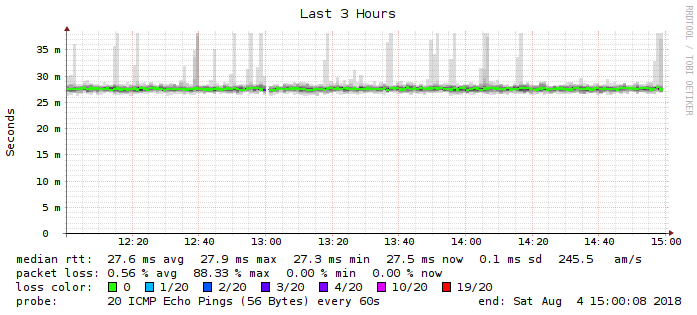 Last 3 Hours
RRDTOOL / TOBI OETIKER
Seconds
35 m
30 m
25 m
20 m
15 m
10 m
5 m
0
12:20 12:40 13:00 13:20 13:40 14:00 14:20 14:40 15:00
median rtt: 27.6 ms avg 27.9 ms max 27.3 ms min 27.5 ms now 0.1 ms sd 245.5 am/s
packet loss: 0.56 % avg 88.33 % max 0.00 % min 0.00 % now
loss color: 0 1/20 2/20 3/20 4/20 10/20 19/20
probe: 20 ICMP Echo Pings (56 Bytes) every 60s end: Sat Aug 4 15:00:08 2018